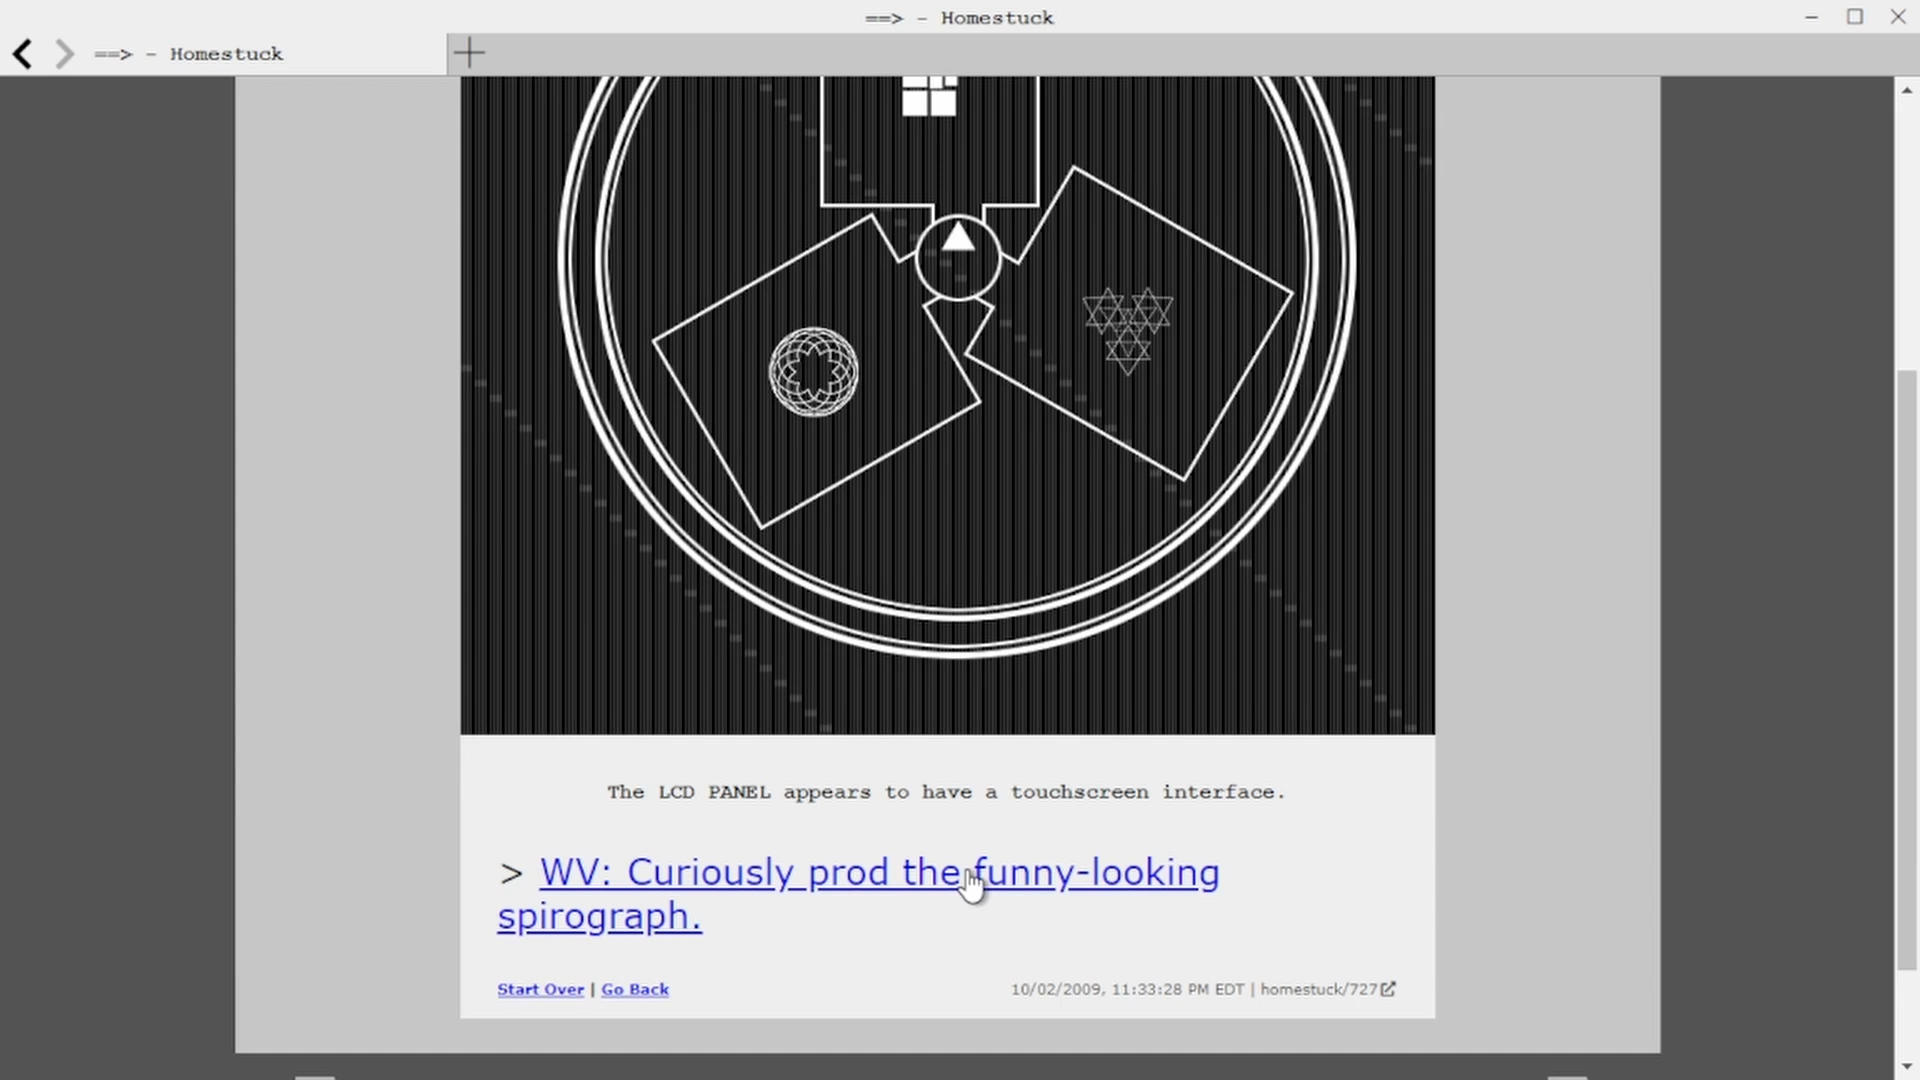 ==> - Homestuck
==> - Homestuck
The LCD PANEL appears to have a touchscreen interface.
> WV: Curiously prod the funny-looking
spirograph.
Start Over | Go Back
10/02/2009, 11:33:28 PM EDT | homestuck/727